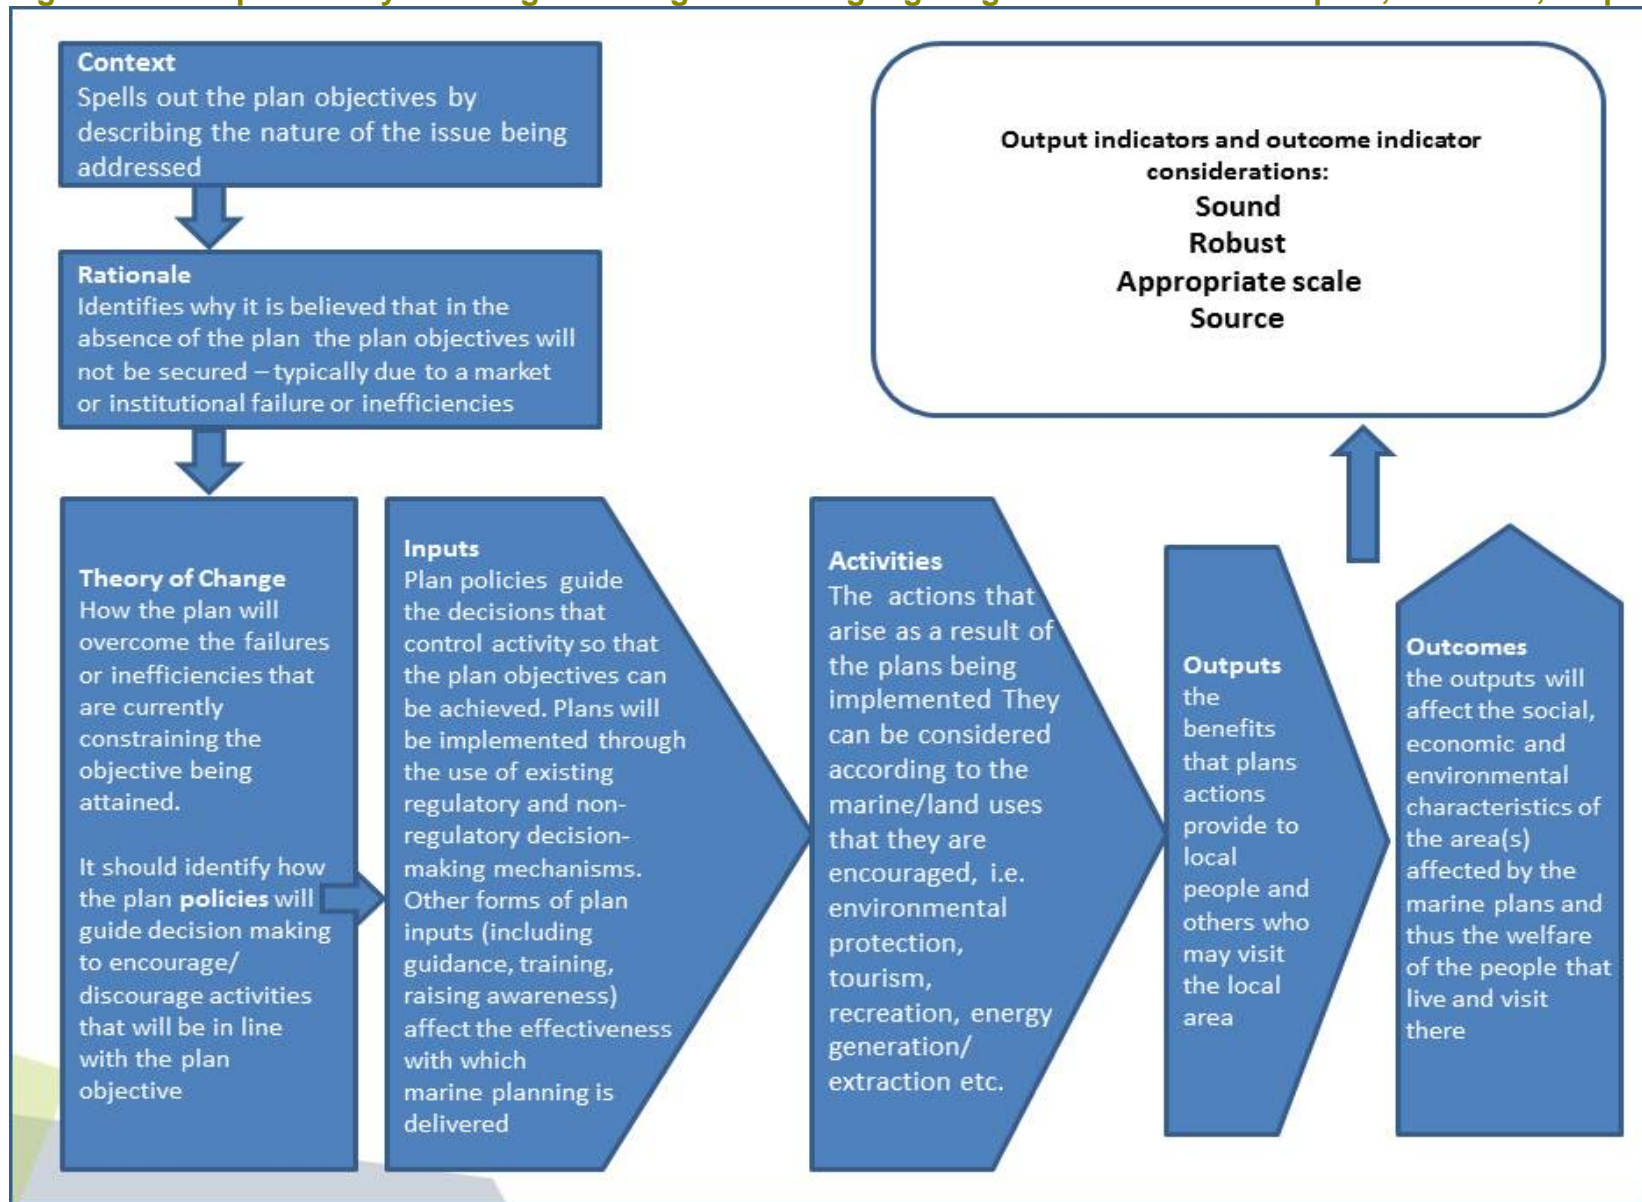 Context
Spells out the plan objectives by
describing the nature of the issue being
addressed
Rationale
Identifies why it is believed that in the
absence of the plan the plan objectives will
not be secured – typically due to a market
or institutional failure or inefficiencies
Theory of Change
How the plan will
overcome the failures
or inefficiencies that
are currently
constraining the
objective being
attained.
It should identify how
the plan policies will
guide decision making
to encourage/
discourage activities
that will be in line
with the plan
objective
Inputs
Plan policies guide
the decisions that
control activity so that
the plan objectives can
be achieved. Plans will
be implemented through
the use of existing
regulatory and non-
regulatory decision-
making mechanisms.
Other forms of plan
inputs (including
guidance, training,
raising awareness)
affect the effectiveness
with which
marine planning is
delivered
Activities
The actions that
arise as a result of
the plans being
implemented They
can be considered
according to the
marine/land uses
that they are
encouraged, i.e.
environmental
protection,
tourism,
recreation, energy
generation/
extraction etc.
Outputs
the
benefits
that plans
actions
provide to
local
people and
others who
may visit
the local
area
Outcomes
the outputs will
affect the social,
economic and
environmental
characteristics of
the area(s)
affected by the
marine plans and
thus the welfare
of the people that
live and visit
there
Output indicators and outcome indicator
considerations:
Sound
Robust
Appropriate scale
Source